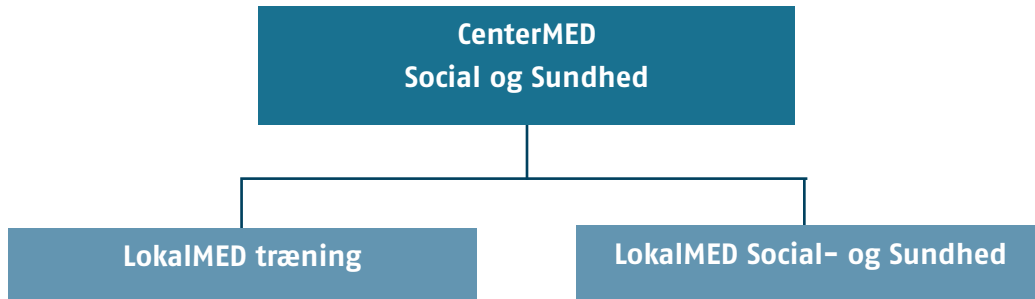 CenterMED
Social og Sundhed
LokalMED træning
LokalMED Social- og Sundhed